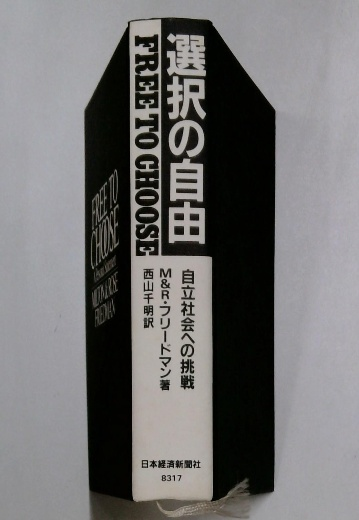 選択の自由
FREE TO CHOOSE
自立社会への挑戦
M&R・フリードマン著
西山千明訳
日本経済新聞社
8317
FREE TO
CHOOSE
MILTON & ROSE
FRIEDMAN